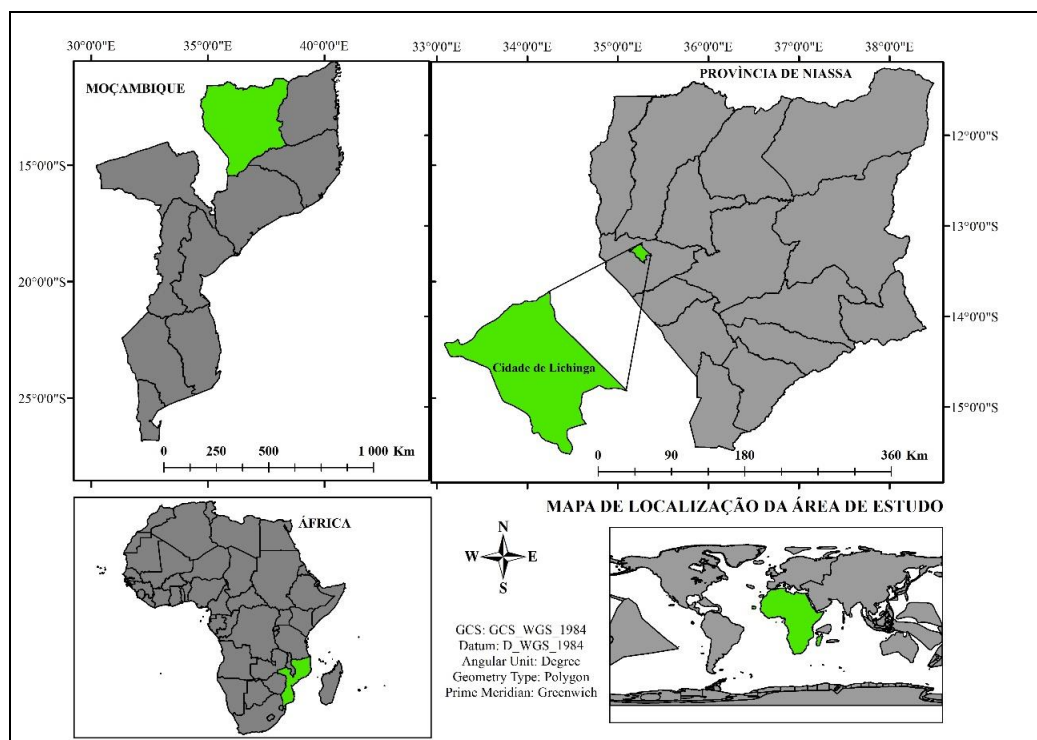 30°0'0"E 35°0'0"E 40°0'0"E
33°0'0"E 34°0'0"E 35°0'0"E 36°0'0"E 37°0'0"E 38°0'0"E
MOÇAMBIQUE
15°0'0"S
20°0'0"S
25°0'0"S
0 250 500 1 000 Km
PROVÌNCIA DE NIASSA
12°0'0"S
13°0'0"S
14°0'0"S
15°0'0"S
Cidade de Lichinga
0 90 180 360 Km
ÁFRICA
N
W E
S
GCS: GCS_WGS_1984
Datum: D_WGS_1984
Angular Unit: Degree
Geometry Type: Polygon
Prime Meridian: Greenwich
MAPA DE LOCALIZAÇÃO DA ÁREA DE ESTUDO